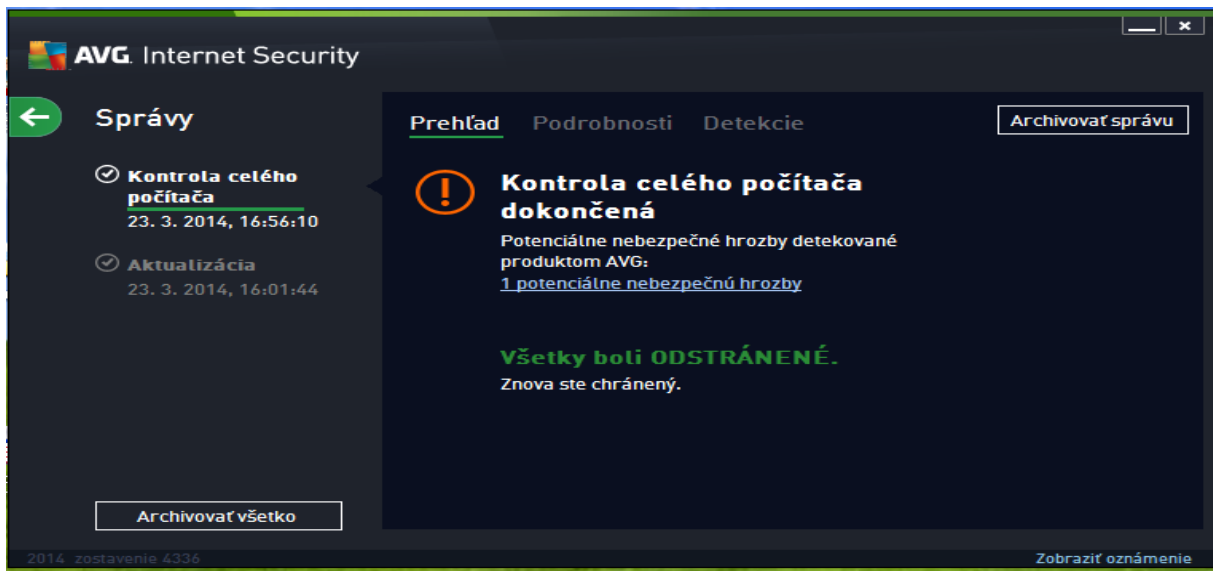 AVG. Internet Security
Správy
Kontrola celého
počítača
23. 3. 2014, 16:56:10
Aktualizácia
23. 3. 2014, 16:01:44
Archivovať všetko
Prehľad Podrobnosti Detekcie
Archivovať správu
Kontrola celého počítača
dokončená
Potenciálne nebezpečné hrozby detekované
produktom AVG:
1 potenciálne nebezpečnú hrozby
Všetky boli ODSTRÁNENÉ.
Znova ste chránený.
2014 zostavenie 4336
Zobraziť oznámenie